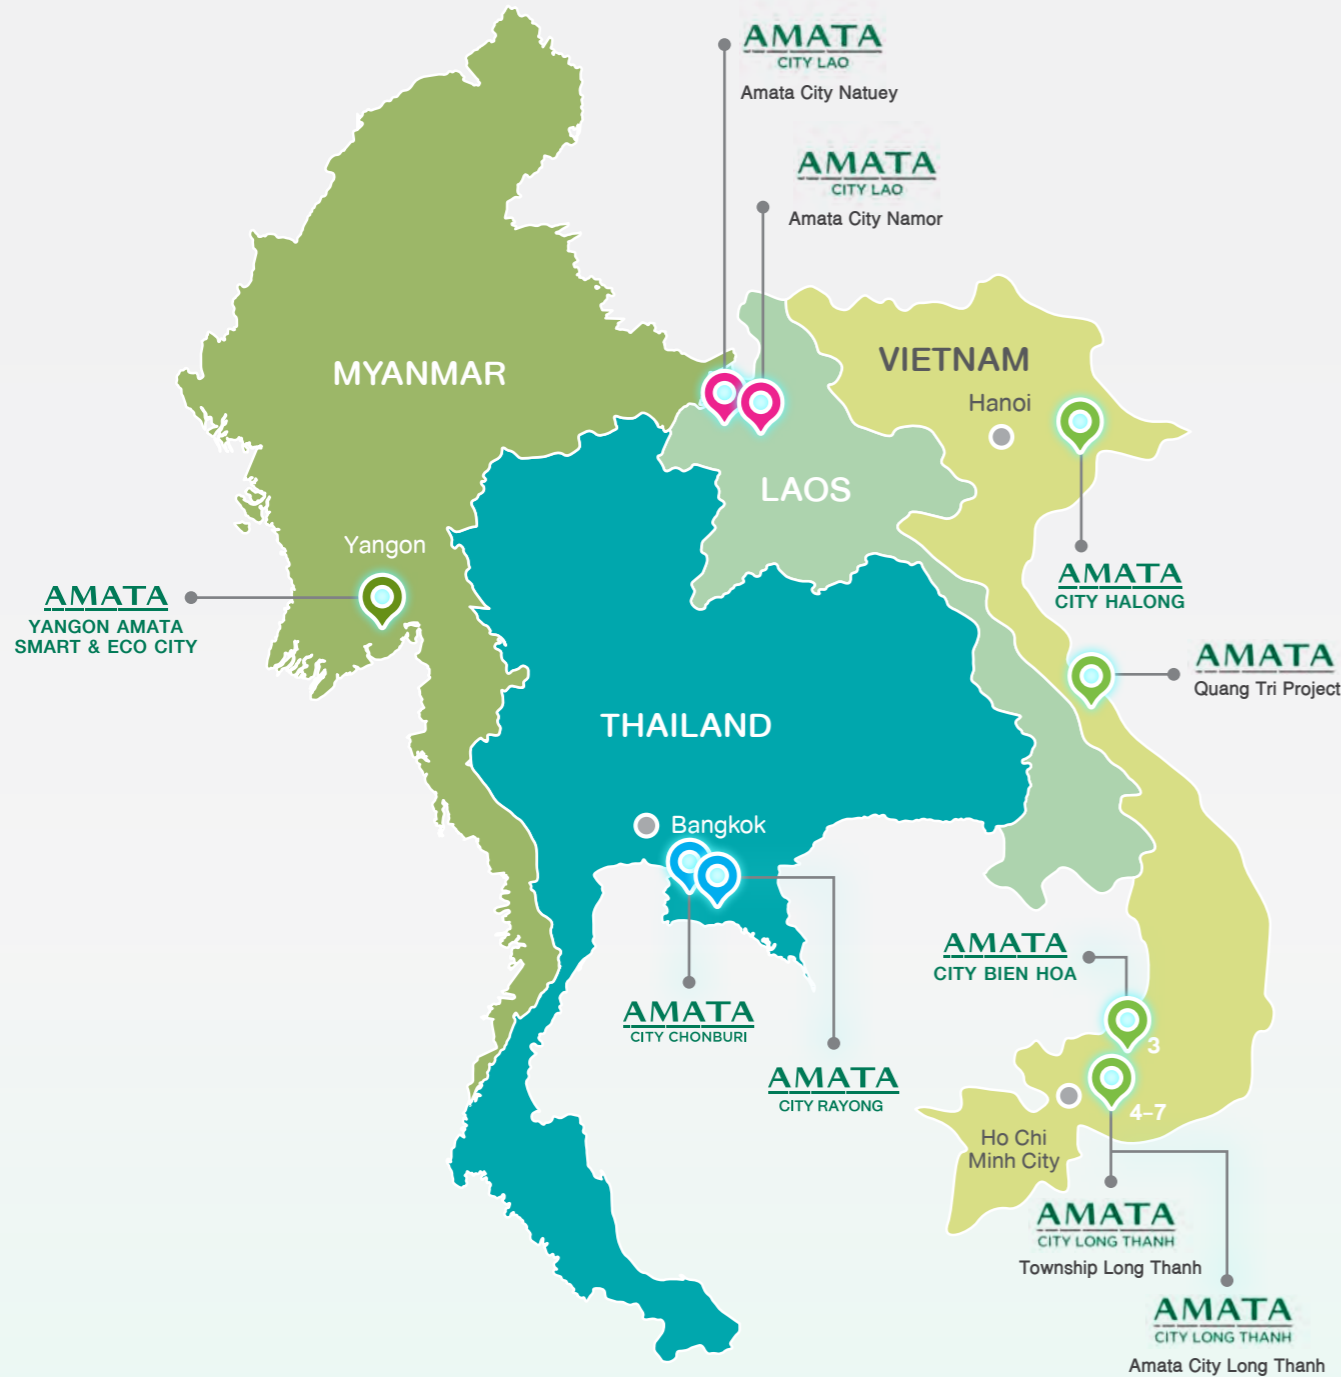 AMATA
CITY LAO
Amata City Natuey
AMATA
CITY LAO
Amata City Namor
MYANMAR
VIETNAM
Hanoi
LAOS
Yangon
AMATA
YANGON AMATA
SMART & ECO CITY
AMATA
CITY HALONG
AMATA
Quang Tri Project
THAILAND
Bangkok
AMATA
CITY BIEN HOA
AMATA
CITY CHONBURI
3
AMATA
CITY RAYONG
4-7
Ho Chi
Minh City
AMATA
CITY LONG THANH
Township Long Thanh
AMATA
CITY LONG THANH
Amata City Long Thanh